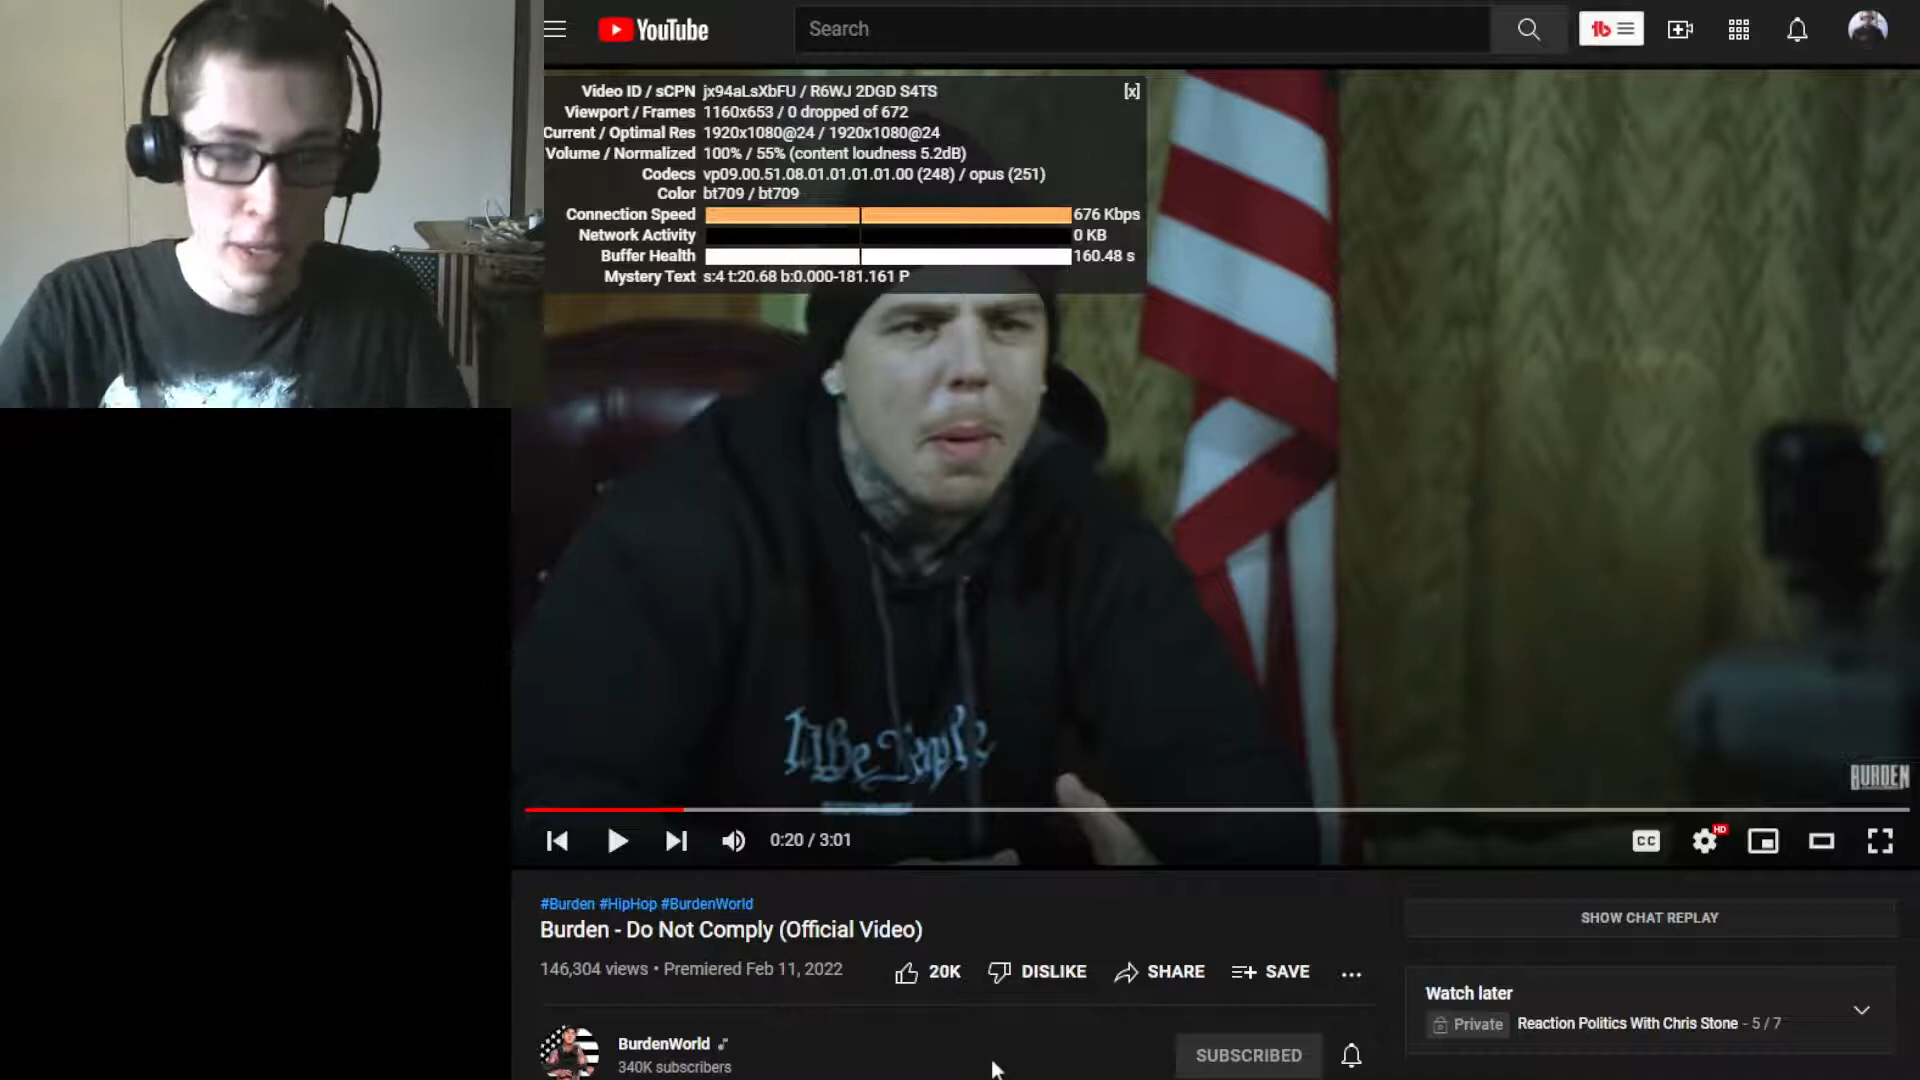 YouTube
Search
Video ID / sCPN jx94aLsXbFU / R6WJ 2DGD S4TS
[x]
Viewport / Frames 1160x653 / 0 dropped of 672
Current / Optimal Res 1920x1080@24 / 1920x1080@24
Volume / Normalized 100% / 55% (content loudness 5.2dB)
Codecs vp09.00.51.08.01.01.01.01.00 (248) / opus (251)
Color bt709 / bt709
Connection Speed 676 Kbps
Network Activity 0 KB
Buffer Health 160.48 s
Mystery Text s:4 t:20.68 b:0.000-181.161 P
We The People
BURDEN
0:20 / 3:01
CC
HD
#Burden #HipHop #BurdenWorld
Burden - Do Not Comply (Official Video)
146,304 views • Premiered Feb 11, 2022
20K
DISLIKE
SHARE
SAVE
SHOW CHAT REPLAY
Watch later
Private Reaction Politics With Chris Stone - 5 / 7
BurdenWorld
340K subscribers
SUBSCRIBED